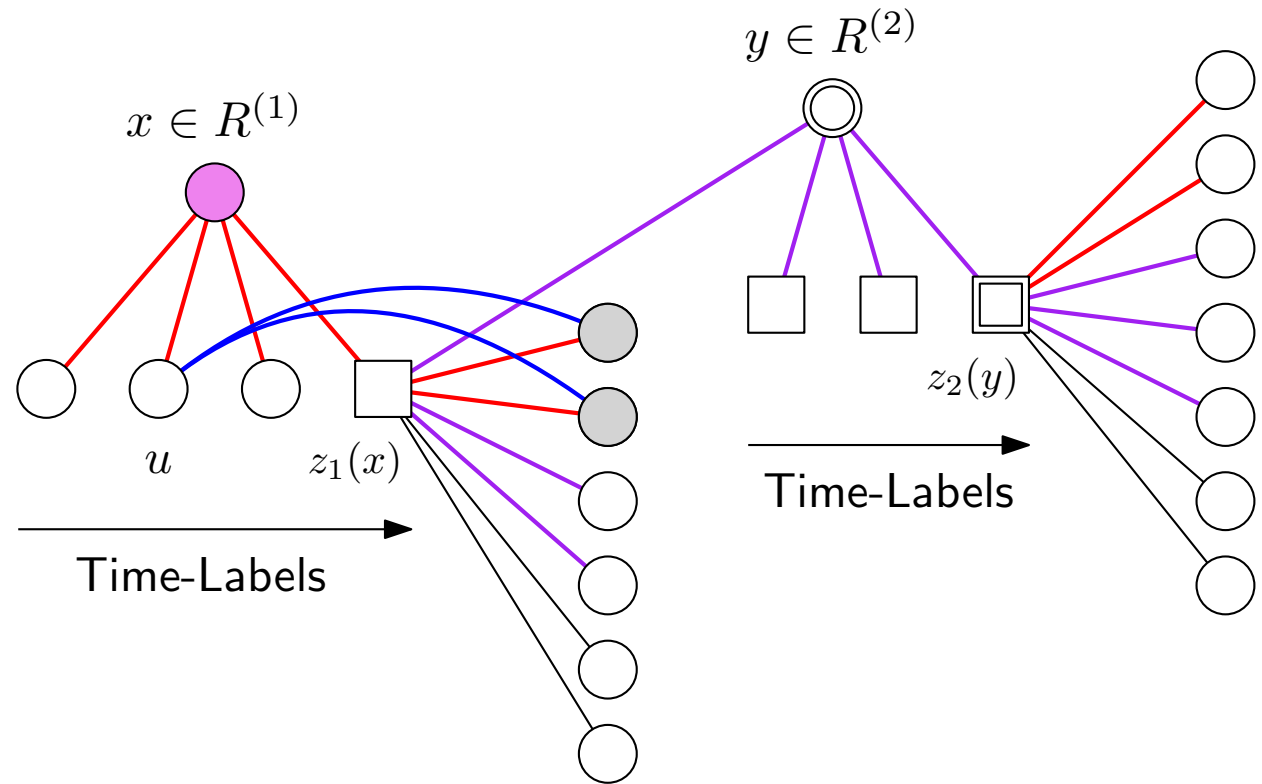 y ∈ R^{(2)}
x ∈ R^{(1)}
z_2(y)
u
z_1(x)
Time-Labels
Time-Labels